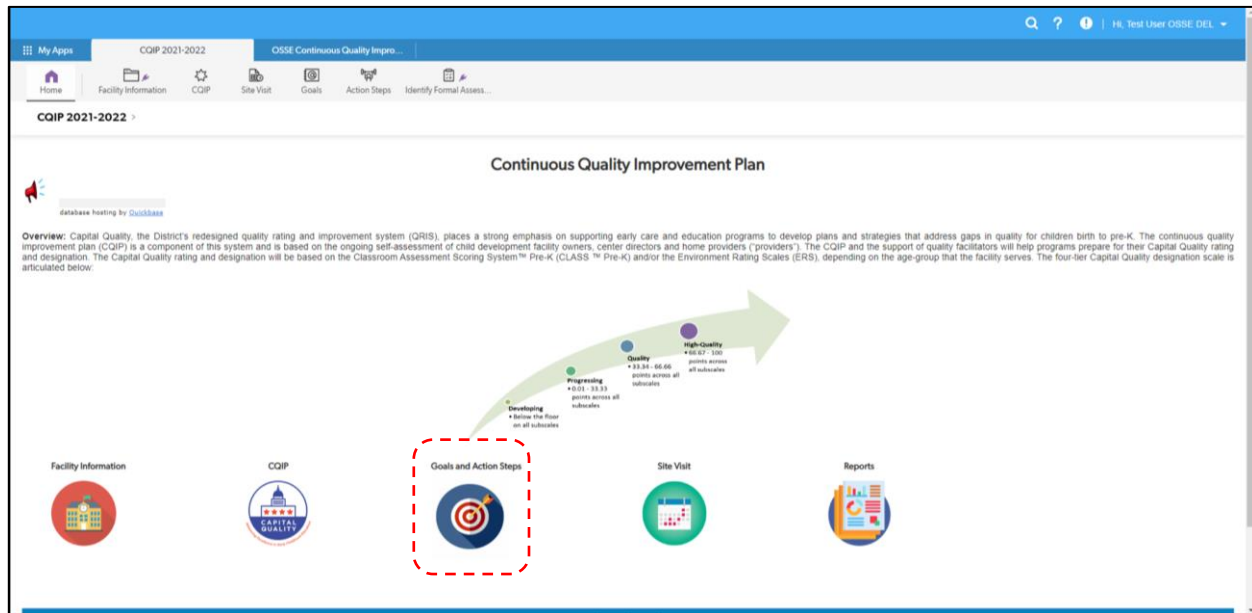 Hi, Test User OSSE DEL
My Apps
CQIP 2021-2022
OSSE Continuous Quality Impro...
Home
Facility Information
CQIP
Site Visit
Goals
Action Steps
Identify Formal Assess...
CQIP 2021-2022 >
Continuous Quality Improvement Plan
database hosting by Quickbase
Overview: Capital Quality, the District's redesigned quality rating and improvement system (QRIS), places a strong emphasis on supporting early care and education programs to develop plans and strategies that address gaps in quality for children birth to pre-K. The continuous quality
improvement plan (CQIP) is a component of this system and is based on the ongoing self-assessment of child development facility owners, center directors and home providers ("providers"). The CQIP and the support of quality facilitators will help programs prepare for their Capital Quality rating
and designation. The Capital Quality rating and designation will be based on the Classroom Assessment Scoring System™ Pre-K (CLASS ™ Pre-K) and/or the Environment Rating Scales (ERS), depending on the age-group that the facility serves. The four-tier Capital Quality designation scale is
articulated below:
High-Quality
• 66.67 - 100
points across
all subscales
Quality
• 33.34 - 66.66
points across all
subscales
Progressing
• 0.01 - 33.33
points across all
subscales
Developing
• Below the floor
on all subscales
Facility Information
CQIP
Goals and Action Steps
Site Visit
Reports
CAPITAL
QUALITY